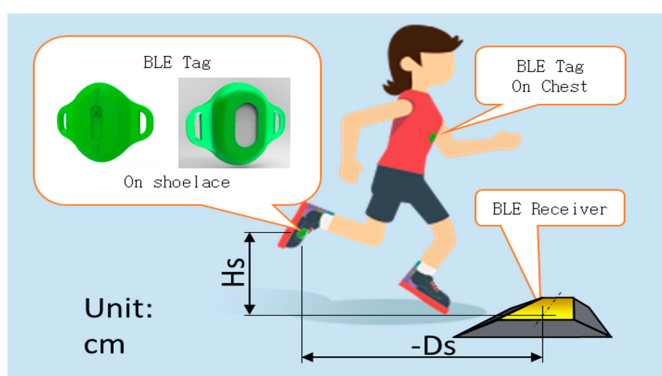 BLE Tag
On shoelace
BLE Tag
On Chest
BLE Receiver
Hs
Unit:
cm
-Ds